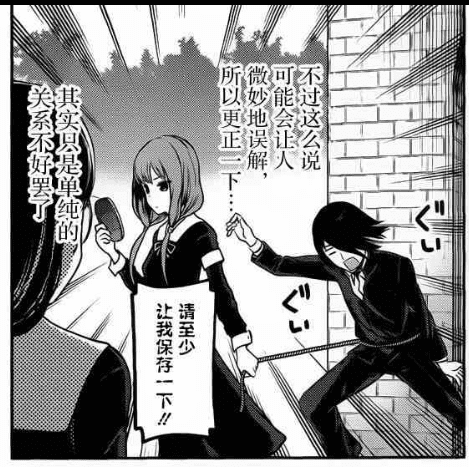 不过这么说
可能会让人
微妙地误解，
所以更正一下…
其实只是单纯的
关系不好罢了
请至少
让我保存一下!!
ぐい
ぐい